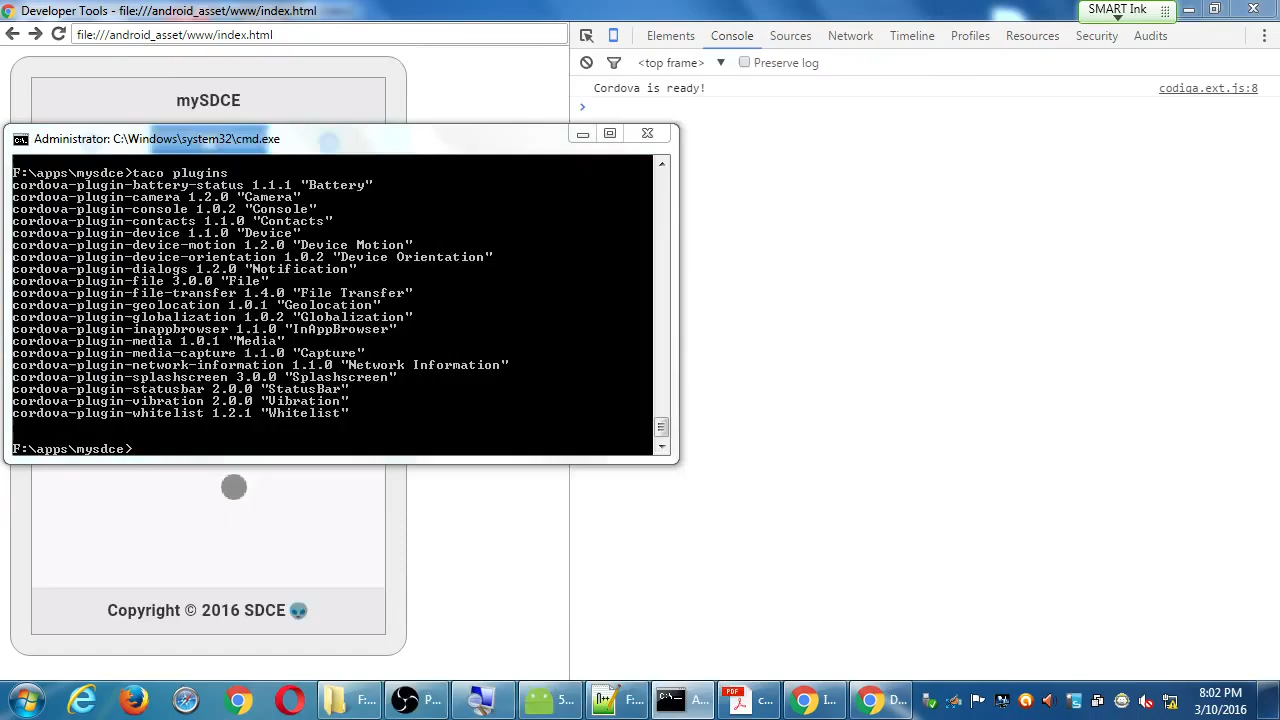 Developer Tools - file:///android_asset/www/index.html
SMART Ink
file:///android_asset/www/index.html
Elements Console Sources Network Timeline Profiles Resources Security Audits
<top frame> ▼ Preserve log
Cordova is ready! codiqa.ext.js:8
>
mySDCE
Administrator: C:\Windows\system32\cmd.exe
F:\apps\mysdce>taco plugins
cordova-plugin-battery-status 1.1.1 "Battery"
cordova-plugin-camera 1.2.0 "Camera"
cordova-plugin-console 1.0.2 "Console"
cordova-plugin-contacts 1.1.0 "Contacts"
cordova-plugin-device 1.1.0 "Device"
cordova-plugin-device-motion 1.2.0 "Device Motion"
cordova-plugin-device-orientation 1.0.2 "Device Orientation"
cordova-plugin-dialogs 1.2.0 "Notification"
cordova-plugin-file 3.0.0 "File"
cordova-plugin-file-transfer 1.4.0 "File Transfer"
cordova-plugin-geolocation 1.0.1 "Geolocation"
cordova-plugin-globalization 1.0.2 "Globalization"
cordova-plugin-inappbrowser 1.1.0 "InAppBrowser"
cordova-plugin-media 1.0.1 "Media"
cordova-plugin-media-capture 1.1.0 "Capture"
cordova-plugin-network-information 1.1.0 "Network Information"
cordova-plugin-splashscreen 3.0.0 "Splashscreen"
cordova-plugin-statusbar 2.0.0 "StatusBar"
cordova-plugin-vibration 2.0.0 "Vibration"
cordova-plugin-whitelist 1.2.1 "Whitelist"
F:\apps\mysdce>
Copyright © 2016 SDCE 👽
F:... P... 5... F:... A... PDF c... I... D... 8:02 PM
3/10/2016